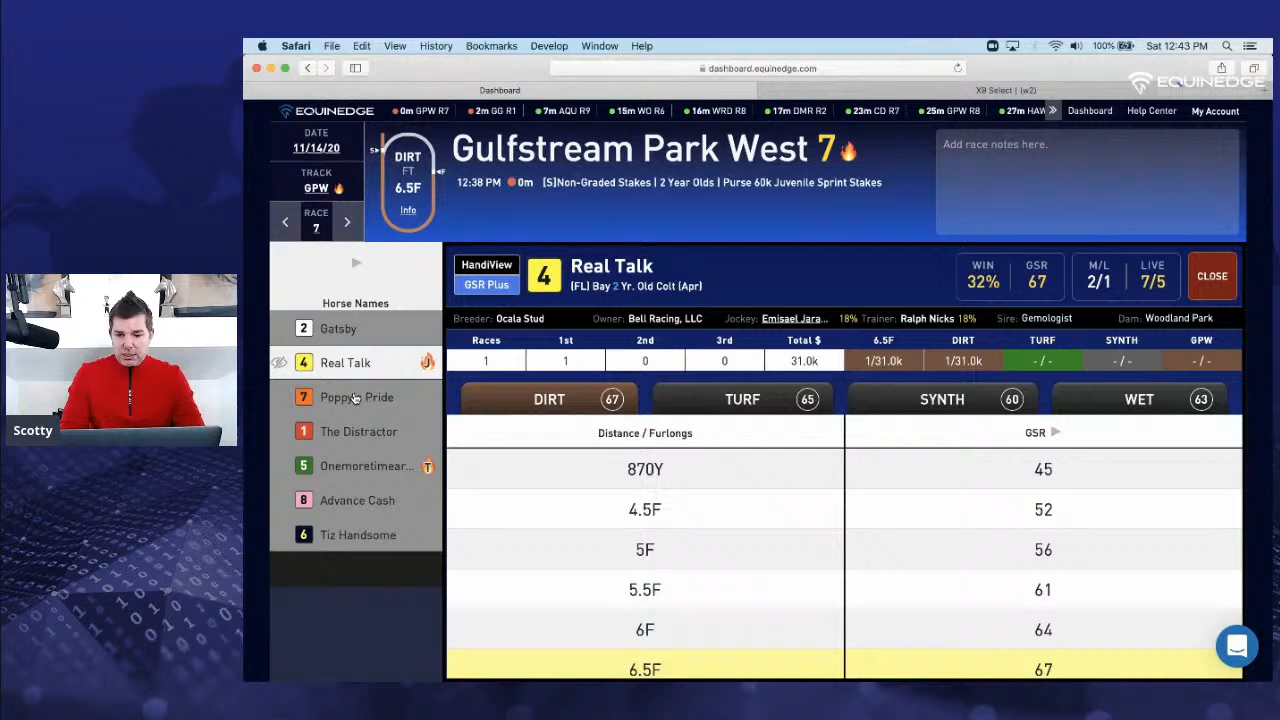 Safari File Edit View History Bookmarks Develop Window Help 100% Sat 12:43 PM
dashboard.equinedge.com
EQUINEDGE
Dashboard XB Select | (w2)
EQUINEDGE 0m GPW R7 2m GG R1 7m AQU R9 15m WO R6 16m WRD R8 17m DMR R2 23m CD R7 25m GPW R8 27m HAW Dashboard Help Center My Account
DATE
11/14/20
TRACK
GPW
RACE
7
S
F
DIRT
FT
6.5F
Info
Gulfstream Park West 7
12:38 PM 0m [S]Non-Graded Stakes | 2 Year Olds | Purse 60k Juvenile Sprint Stakes
Add race notes here.
Horse Names
2 Gatsby
4 Real Talk J
7 Poppy's Pride
1 The Distractor
5 Onemoretimear... T
8 Advance Cash
6 Tiz Handsome
HandiView
GSR Plus
4
Real Talk
(FL) Bay 2 Yr. Old Colt (Apr)
WIN GSR
32% 67
M/L LIVE
2/1 7/5
CLOSE
Breeder: Ocala Stud Owner: Bell Racing, LLC Jockey: Emisael Jara... 18% Trainer: Ralph Nicks 18% Sire: Gemologist Dam: Woodland Park
Races 1st 2nd 3rd Total $ 6.5F DIRT TURF SYNTH GPW
1 1 0 0 31.0k 1/31.0k 1/31.0k - / - - / - - / -
DIRT 67 TURF 65 SYNTH 60 WET 63
Distance / Furlongs GSR
870Y 45
4.5F 52
5F 56
5.5F 61
6F 64
6.5F 67
Scotty